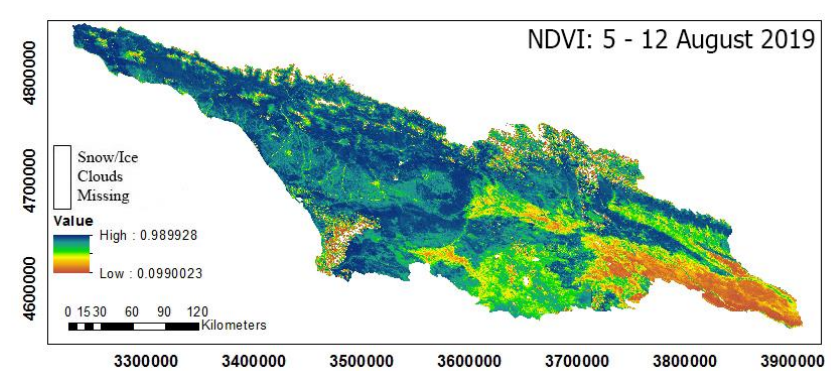 NDVI: 5 - 12 August 2019
4800000
4700000
4600000
Snow/Ice
Clouds
Missing
Value
High : 0.989928
Low : 0.0990023
0 15 30 60 90 120
Kilometers
3300000 3400000 3500000 3600000 3700000 3800000 3900000